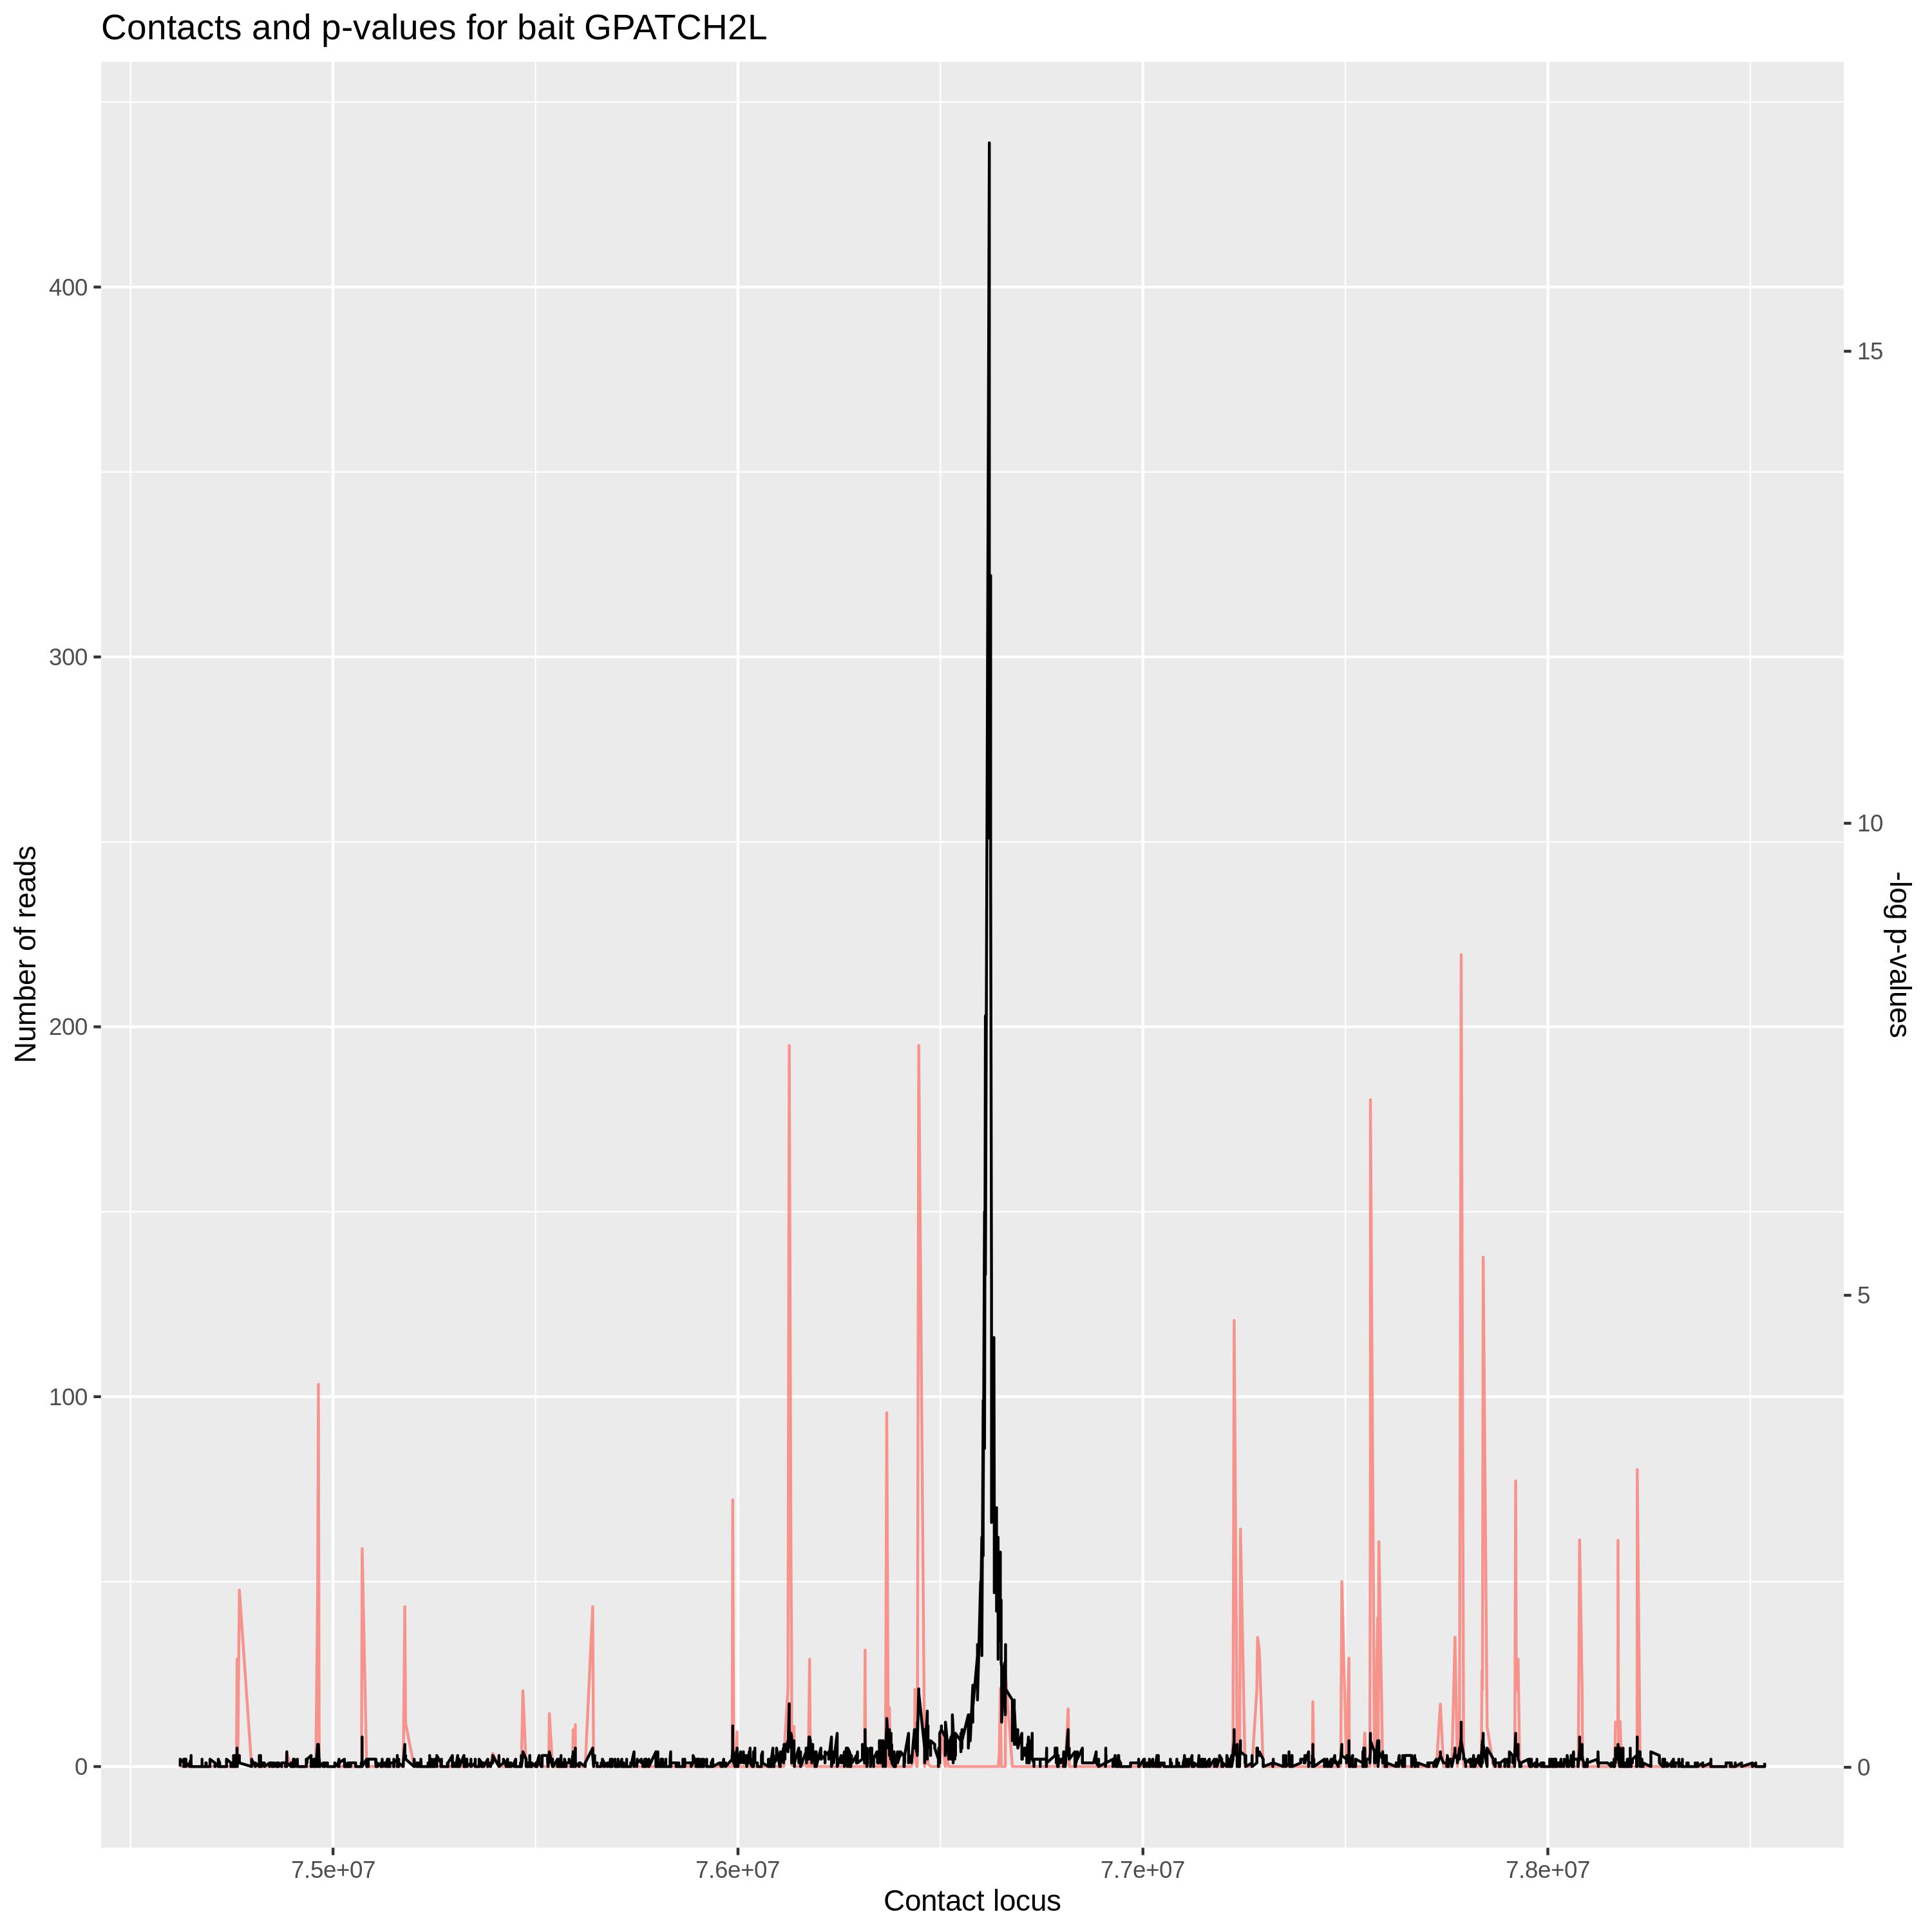 Contacts and p-values for bait GPATCH2L
Number of reads
400
300
200
100
0
15
10
5
0
-log p-values
7.5e+07 7.6e+07 7.7e+07 7.8e+07
Contact locus